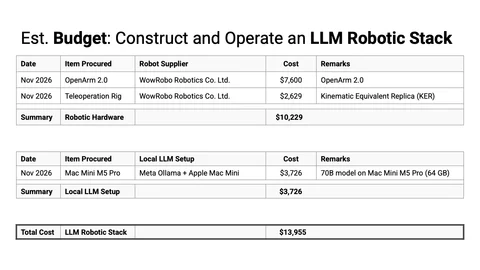 Est. Budget: Construct and Operate an LLM Robotic Stack
Date Item Procured Robot Supplier Cost Remarks
Nov 2026 OpenArm 2.0 WowRobo Robotics Co. Ltd. $7,600 OpenArm 2.0
Nov 2026 Teleoperation Rig WowRobo Robotics Co. Ltd. $2,629 Kinematic Equivalent Replica (KER)
Summary Robotic Hardware $10,229
Date Item Procured Local LLM Setup Cost Remarks
Nov 2026 Mac Mini M5 Pro Meta Ollama + Apple Mac Mini $3,726 70B model on Mac Mini M5 Pro (64 GB)
Summary Local LLM Setup $3,726
Total Cost LLM Robotic Stack $13,955